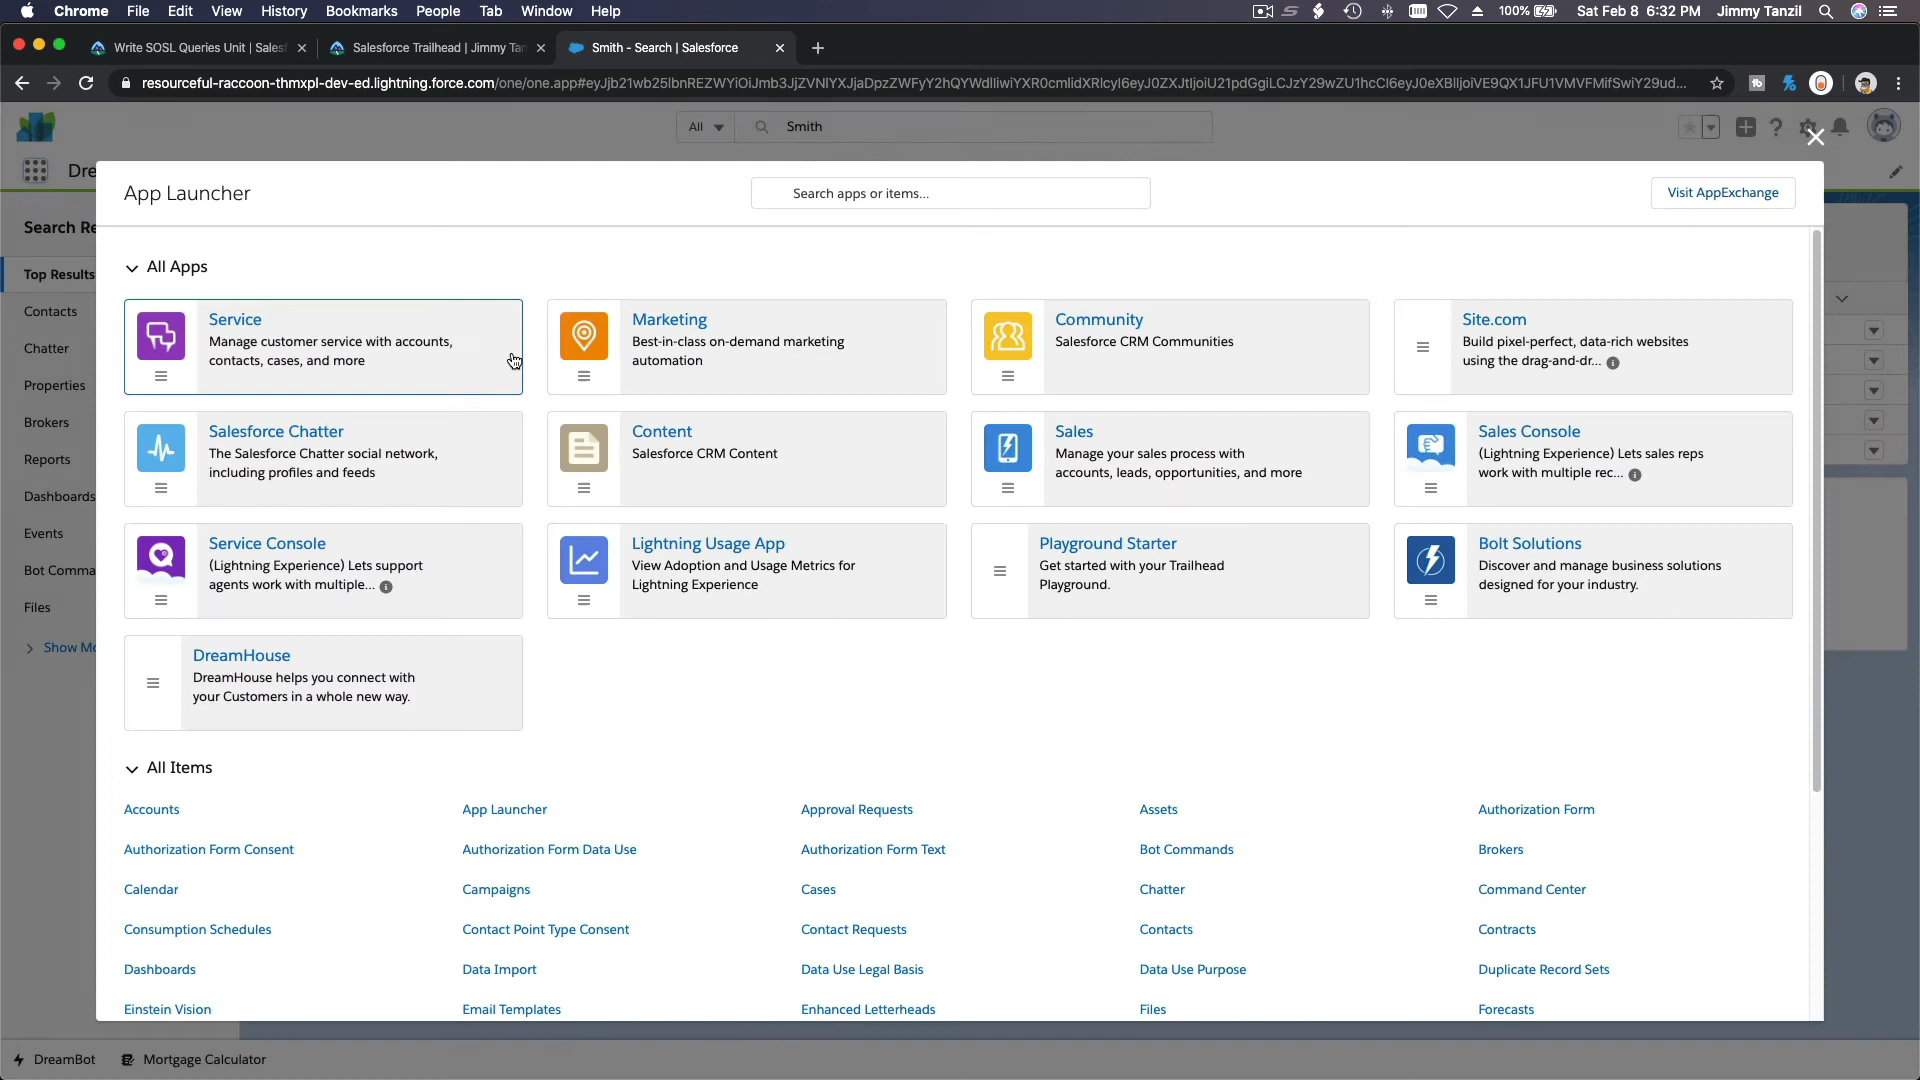 Chrome File Edit View History Bookmarks People Tab Window Help
100% Sat Feb 8 6:32 PM Jimmy Tanzil
Write SOSL Queries Unit | Sales
Salesforce Trailhead | Jimmy Tan
Smith - Search | Salesforce
All
Smith
Dre
App Launcher
Search apps or items...
Visit AppExchange
Search Re
Top Results
Contacts
Chatter
Properties
Brokers
Reports
Dashboards
Events
Bot Comma
Files
Show Mo
All Apps
Service
Manage customer service with accounts,
contacts, cases, and more
Marketing
Best-in-class on-demand marketing
automation
Community
Salesforce CRM Communities
Site.com
Build pixel-perfect, data-rich websites
using the drag-and-dr...
Salesforce Chatter
The Salesforce Chatter social network,
including profiles and feeds
Content
Salesforce CRM Content
Sales
Manage your sales process with
accounts, leads, opportunities, and more
Sales Console
(Lightning Experience) Lets sales reps
work with multiple rec...
Service Console
(Lightning Experience) Lets support
agents work with multiple...
Lightning Usage App
View Adoption and Usage Metrics for
Lightning Experience
Playground Starter
Get started with your Trailhead
Playground.
Bolt Solutions
Discover and manage business solutions
designed for your industry.
DreamHouse
DreamHouse helps you connect with
your Customers in a whole new way.
All Items
Accounts App Launcher Approval Requests Assets Authorization Form
Authorization Form Consent Authorization Form Data Use Authorization Form Text Bot Commands Brokers
Calendar Campaigns Cases Chatter Command Center
Consumption Schedules Contact Point Type Consent Contact Requests Contacts Contracts
Dashboards Data Import Data Use Legal Basis Data Use Purpose Duplicate Record Sets
Einstein Vision Email Templates Enhanced Letterheads Files Forecasts
DreamBot Mortgage Calculator